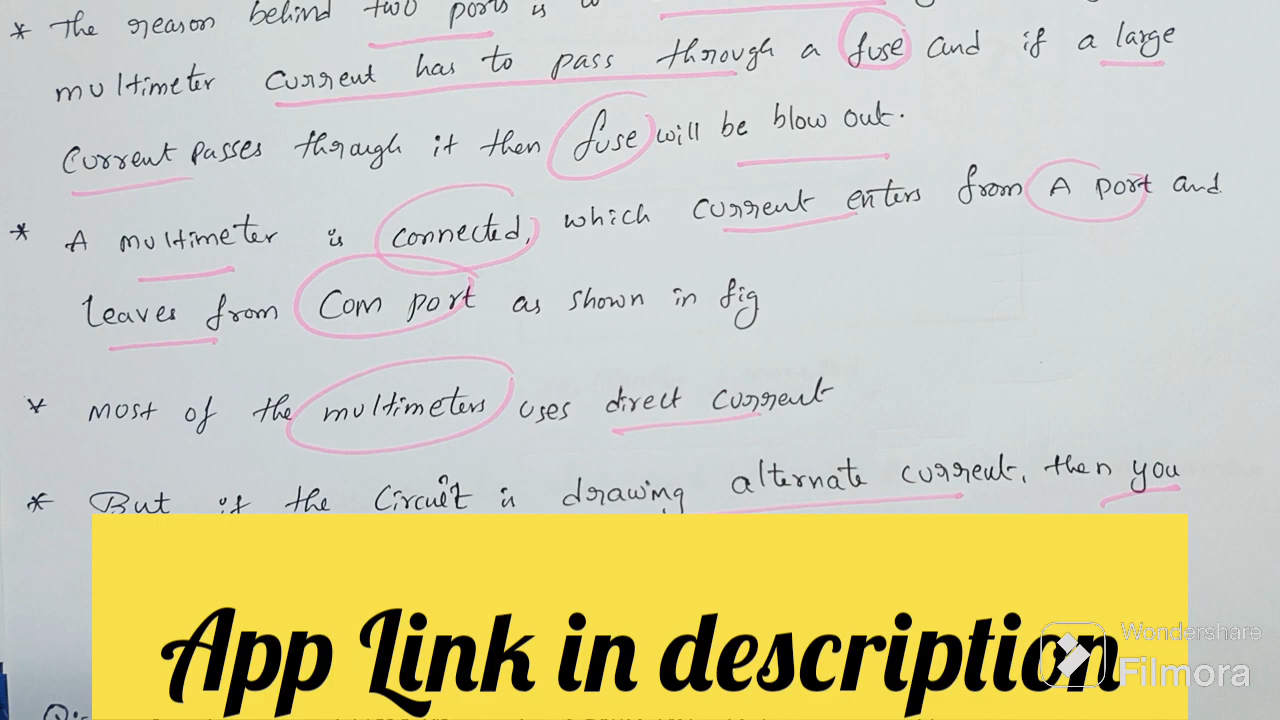 * The reason behind two ports is
multimeter current has to pass through a fuse and if a large
current passes through it then fuse will be blow out.
* A multimeter is connected, which current enters from A port and
leaves from Com port as shown in fig
* Most of the multimeters uses direct current
* But if the circuit is drawing alternate current, then you
App Link in description
Wondershare
Filmora